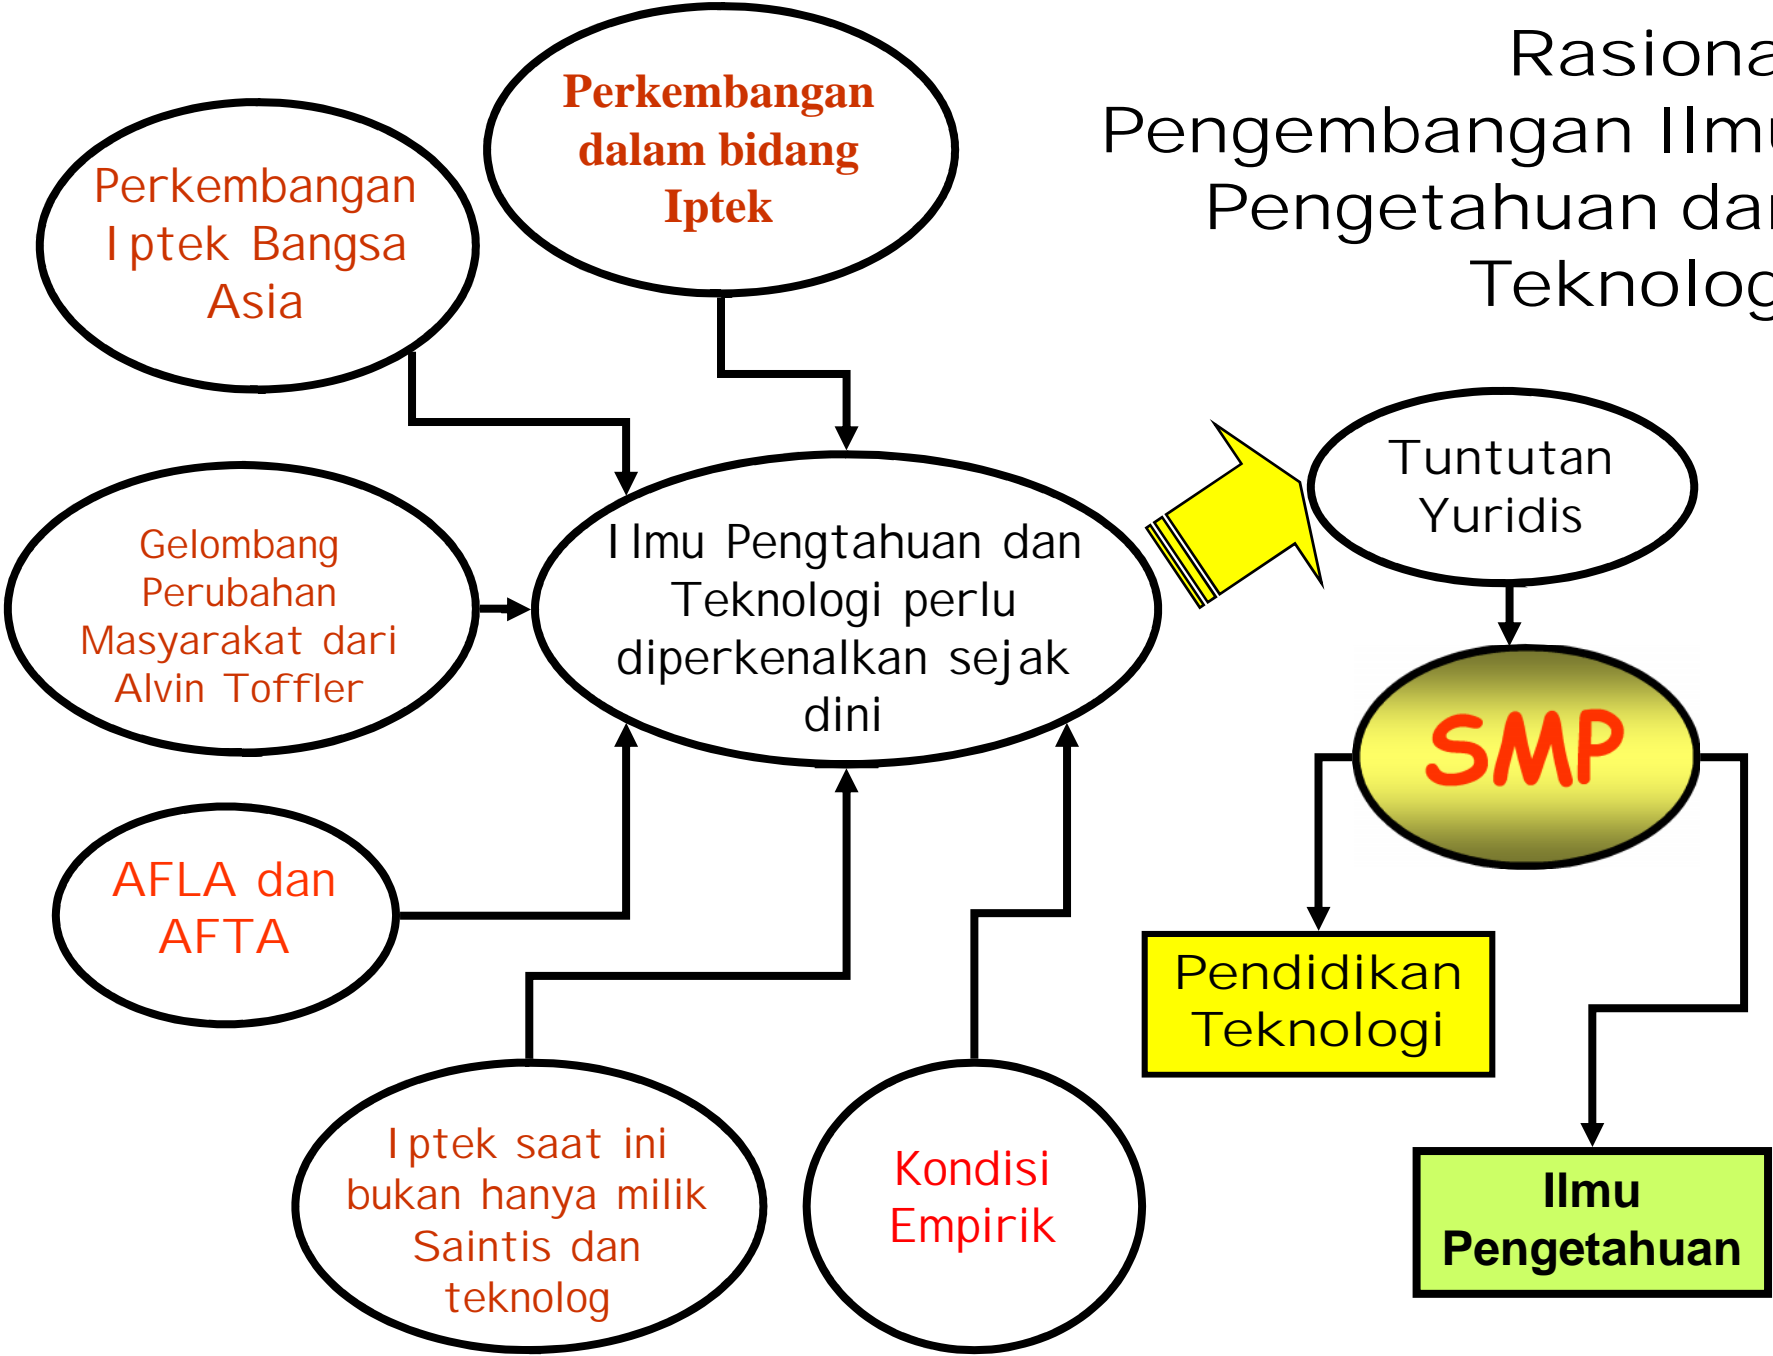 Rasiona
Pengembangan Ilmu
Pengetahuan dan
Teknolog
Perkembangan
dalam bidang
Iptek
Perkembangan
Iptek Bangsa
Asia
Gelombang
Perubahan
Masyarakat dari
Alvin Toffler
AFLA dan
AFTA
Iptek saat ini
bukan hanya milik
Saintis dan
teknolog
Kondisi
Empirik
Ilmu Pengtahuan dan
Teknologi perlu
diperkenalkan sejak
dini
Tuntutan
Yuridis
SMP
Pendidikan
Teknologi
Ilmu
Pengetahuan